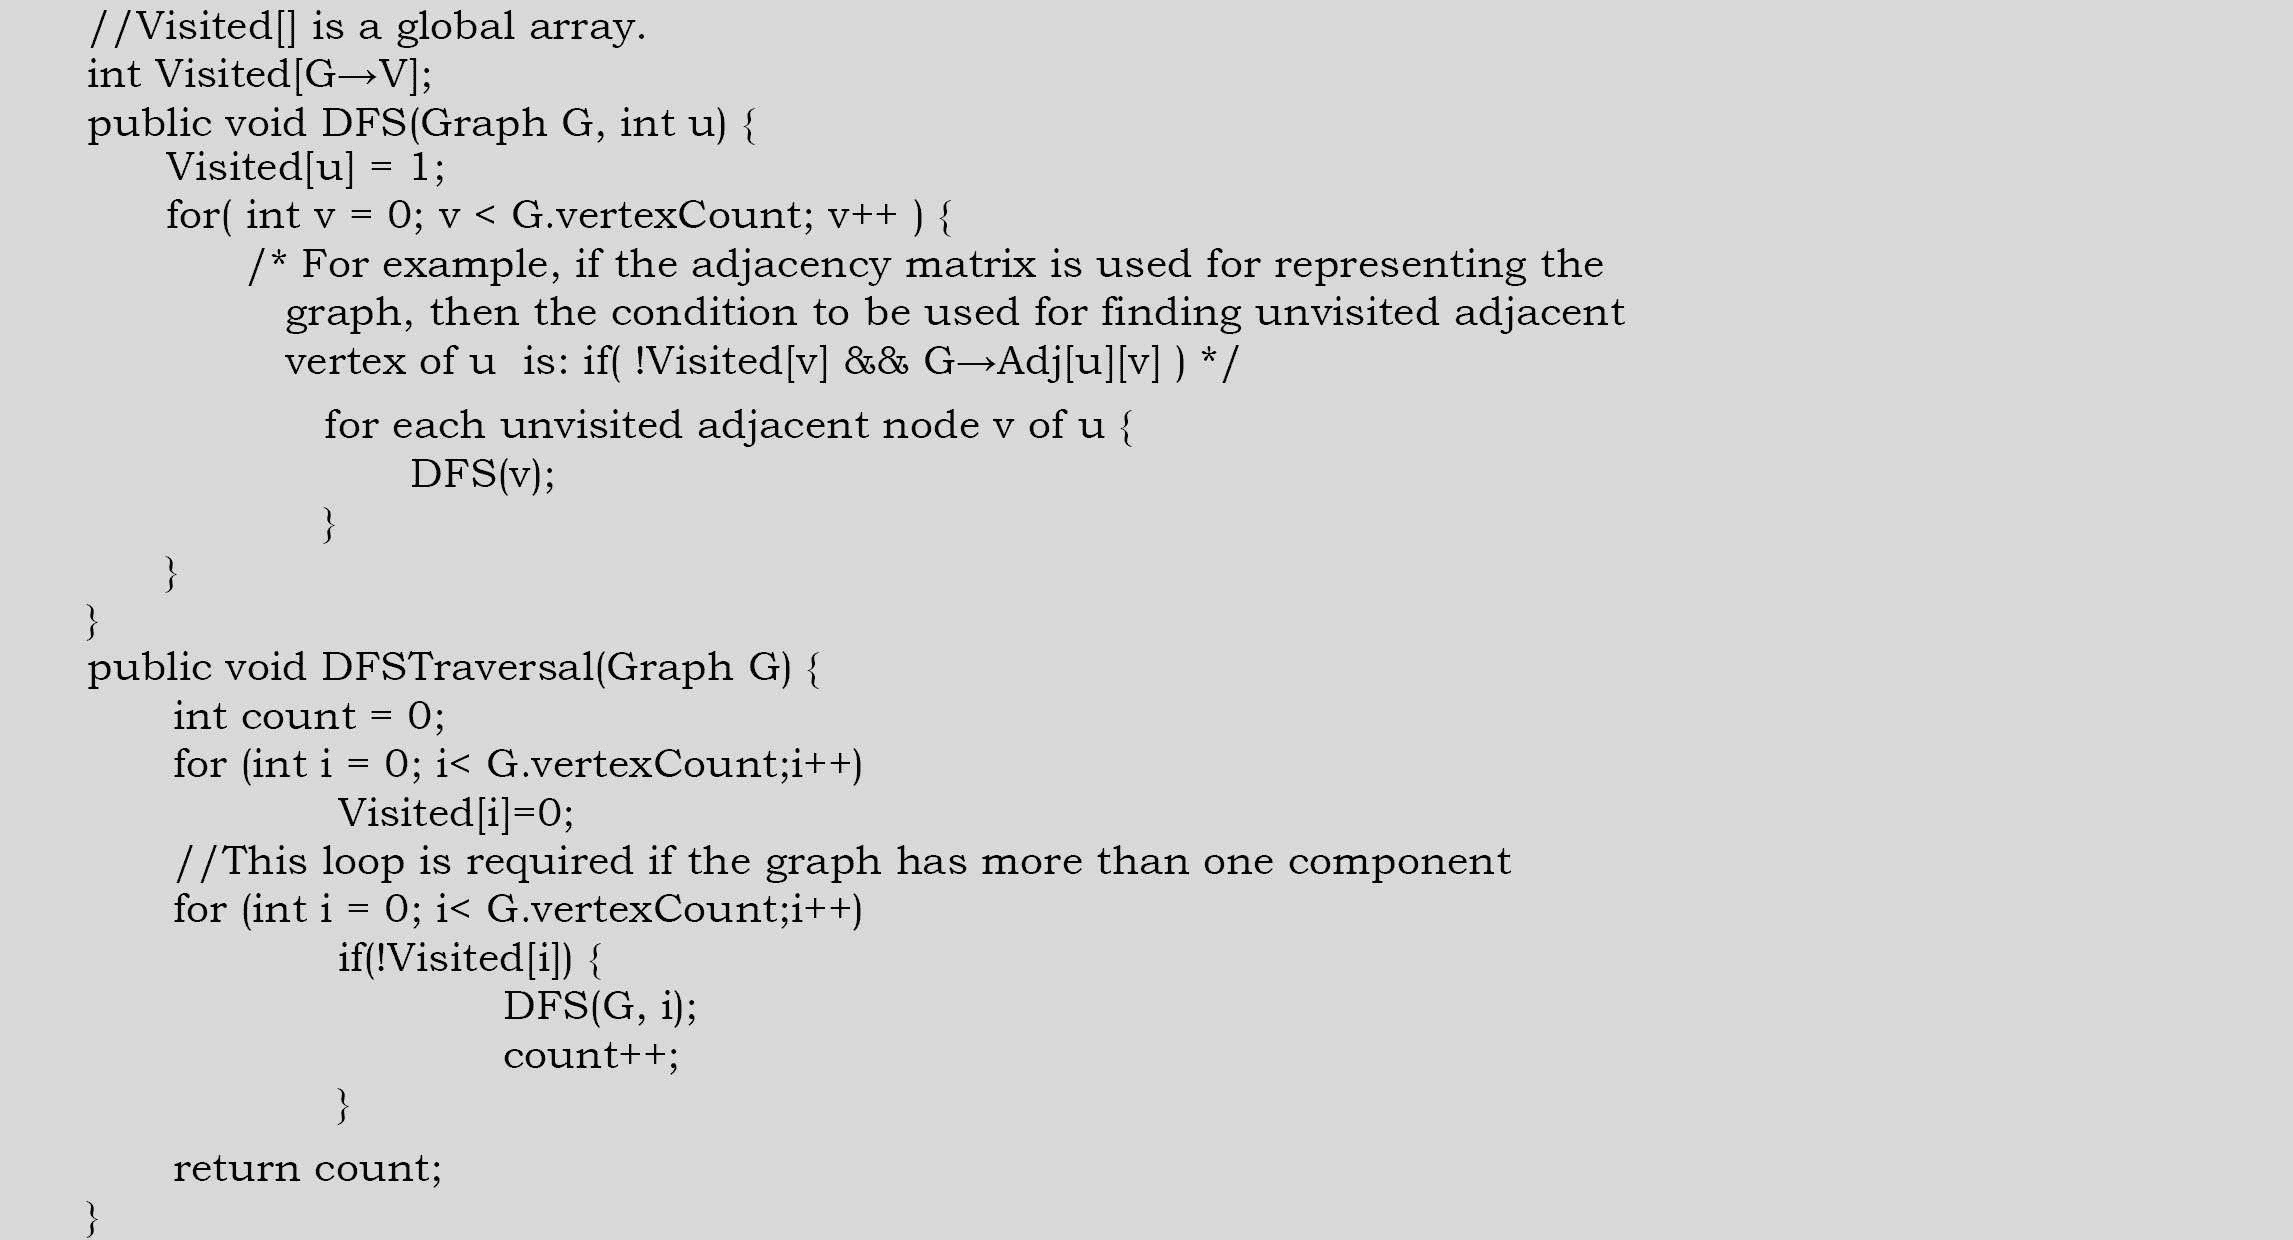 //Visited[] is a global array.
int Visited[G→V];
public void DFS(Graph G, int u) {
Visited[u] = 1;
for( int v = 0; v < G.vertexCount; v++ ) {
/* For example, if the adjacency matrix is used for representing the
graph, then the condition to be used for finding unvisited adjacent
vertex of u  is: if( !Visited[v] && G→Adj[u][v] ) */
for each unvisited adjacent node v of u {
DFS(v);
}
}
}
public void DFSTraversal(Graph G) {
int count = 0;
for (int i = 0; i< G.vertexCount;i++)
Visited[i]=0;
//This loop is required if the graph has more than one component
for (int i = 0; i< G.vertexCount;i++)
if(!Visited[i]) {
DFS(G, i);
count++;
}
return count;
}